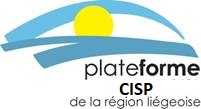 plateforme
CISP
de la région liégeoise